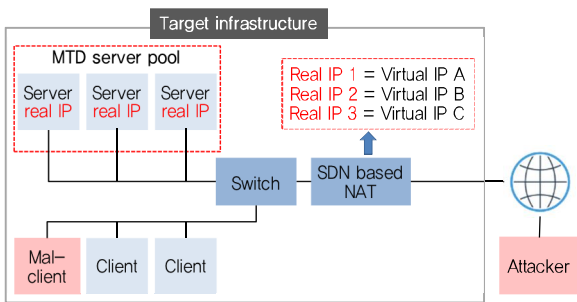 Target infrastructure
MTD server pool
Server
real IP
Server
real IP
Server
real IP
Real IP 1 = Virtual IP A
Real IP 2 = Virtual IP B
Real IP 3 = Virtual IP C
Switch
SDN based
NAT
Mal-
client
Client
Client
Attacker